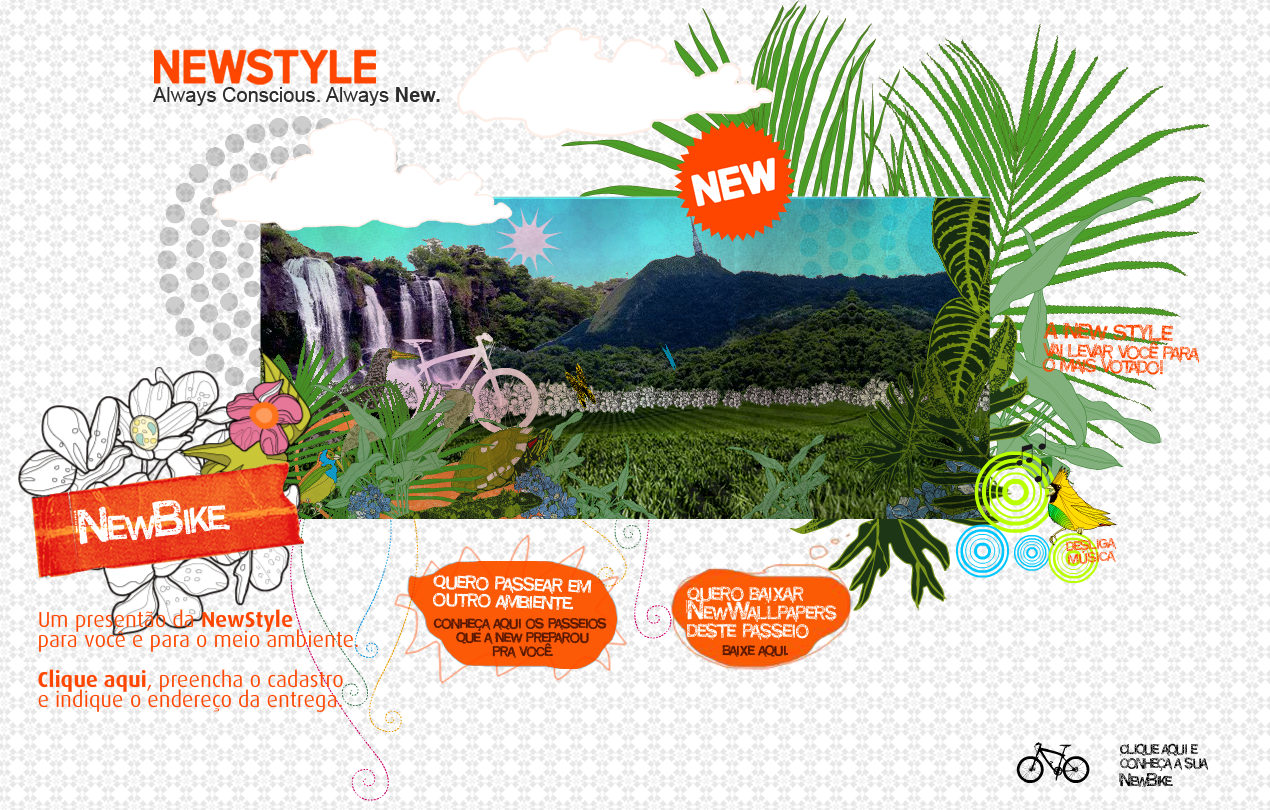 NEWSTYLE
Always Conscious. Always New.
NEW
A NEW STYLE
VAI LEVAR VOCÊ PARA
O MAIS VOTADO!
NEWBIKE
DESLIGA
MÚSICA
QUERO PASSEAR EM
OUTRO AMBIENTE
CONHEÇA AQUI OS PASSEIOS
QUE A NEW PREPAROU
PRA VOCÊ.
QUERO BAIXAR
NEWWALLPAPERS
DESTE PASSEIO
BAIXE AQUI.
Um presentão da NewStyle
para você e para o meio ambiente.
Clique aqui, preencha o cadastro
e indique o endereço da entrega.
CLIQUE AQUI E
CONHEÇA A SUA
NEWBIKE